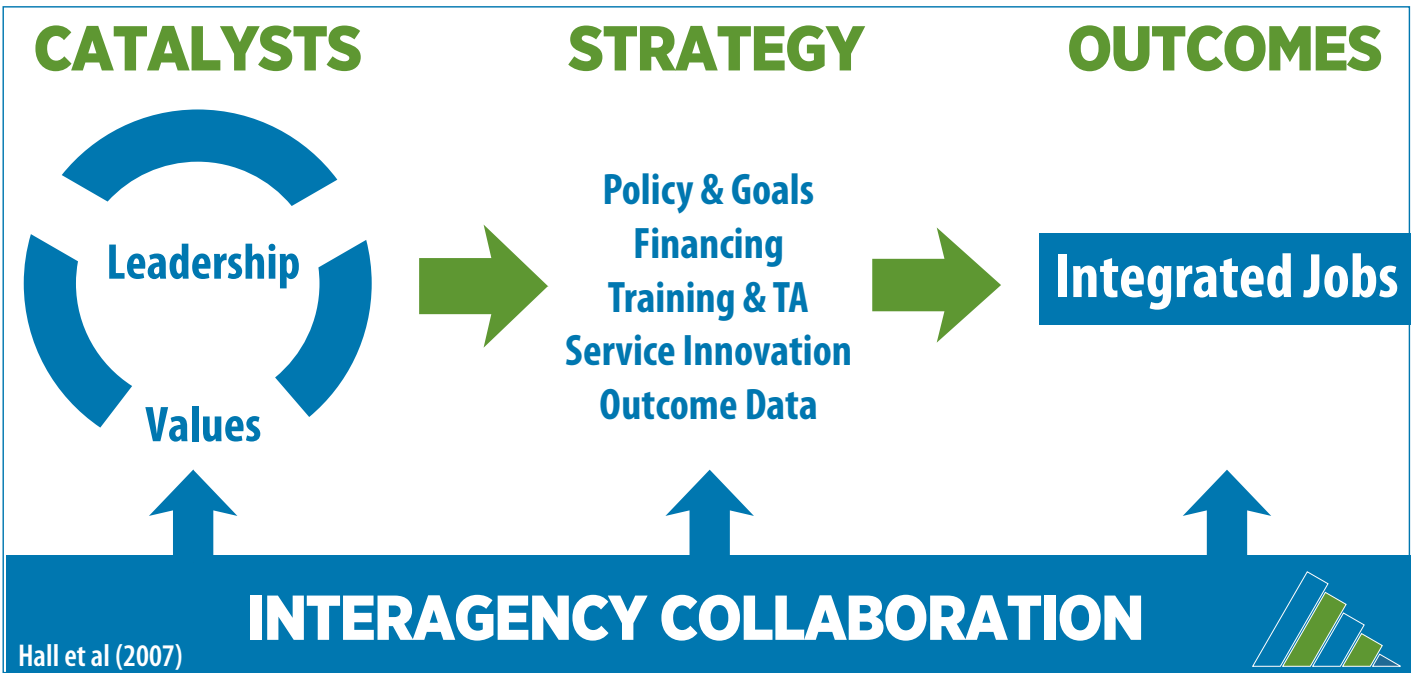 CATALYSTS
STRATEGY
OUTCOMES
Leadership
Values
Policy & Goals
Financing
Training & TA
Service Innovation
Outcome Data
Integrated Jobs
INTERAGENCY COLLABORATION
Hall et al (2007)